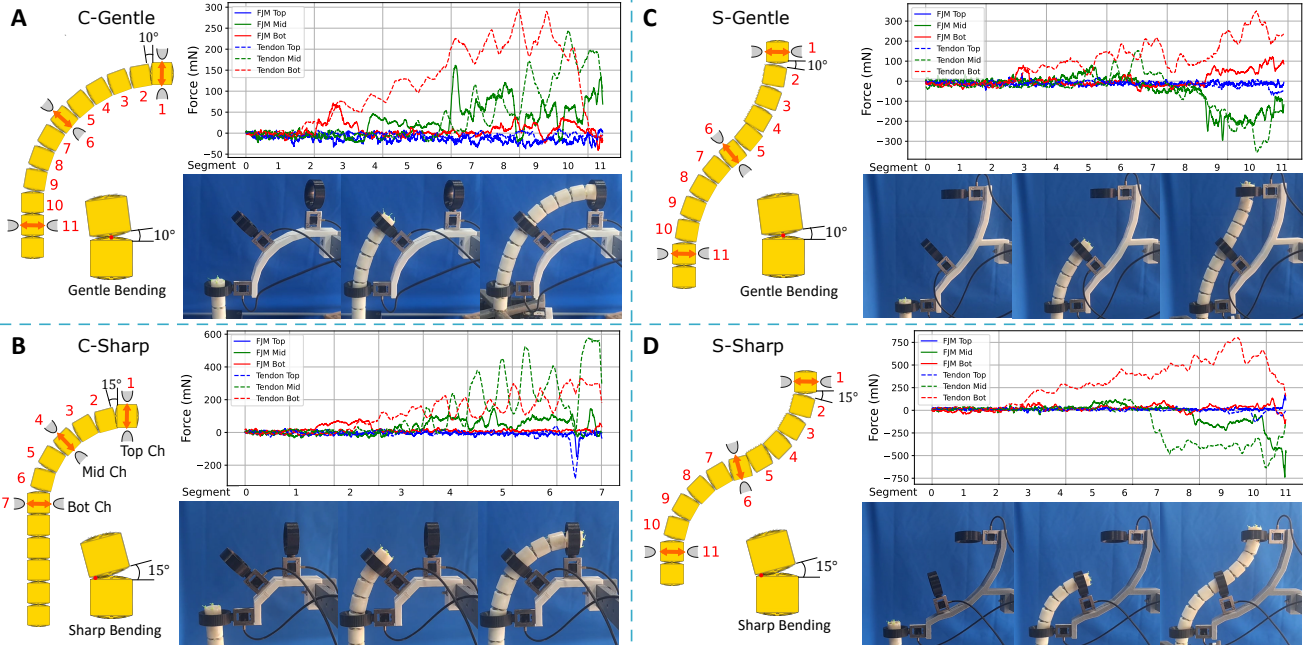 A
C-Gentle
10°
1
2
3
4
5
6
7
8
9
10
11
10°
Gentle Bending
Force (mN)
300
250
200
150
100
50
0
−50
FJM Top
FJM Mid
FJM Bot
Tendon Top
Tendon Mid
Tendon Bot
Segment 0 1 2 3 4 5 6 7 8 9 10 11
C
S-Gentle
1
10°
2
3
4
5
6
7
8
9
10
11
10°
Gentle Bending
Force (mN)
300
200
100
0
−100
−200
−300
FJM Top
FJM Mid
FJM Bot
Tendon Top
Tendon Mid
Tendon Bot
Segment 0 1 2 3 4 5 6 7 8 9 10 11
B
C-Sharp
15°
1
2
3
4
5
6
7
Top Ch
Mid Ch
Bot Ch
15°
Sharp Bending
Force (mN)
600
400
200
0
−200
FJM Top
FJM Mid
FJM Bot
Tendon Top
Tendon Mid
Tendon Bot
Segment 0 1 2 3 4 5 6 7
D
S-Sharp
1
15°
2
3
4
5
6
7
8
9
10
11
15°
Sharp Bending
Force (mN)
750
500
250
0
−250
−500
−750
FJM Top
FJM Mid
FJM Bot
Tendon Top
Tendon Mid
Tendon Bot
Segment 0 1 2 3 4 5 6 7 8 9 10 11